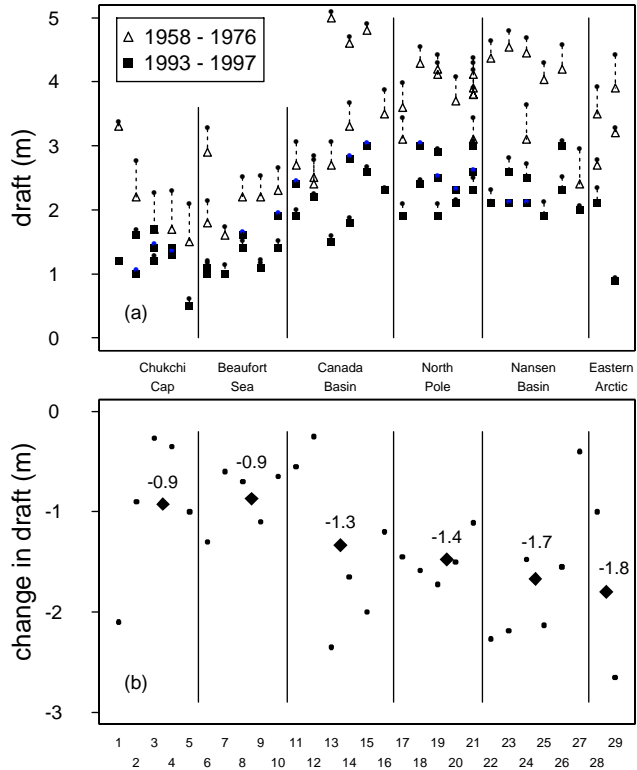 5
4
3
2
1
0
draft (m)
1958 - 1976
1993 - 1997
(a)
Chukchi Cap
Beaufort Sea
Canada Basin
North Pole
Nansen Basin
Eastern Arctic
0
-1
-2
-3
change in draft (m)
-0.9
-0.9
-1.3
-1.4
-1.7
-1.8
(b)
1 3 5 7 9 11 13 15 17 19 21 23 25 27 29
2 4 6 8 10 12 14 16 18 20 22 24 26 28